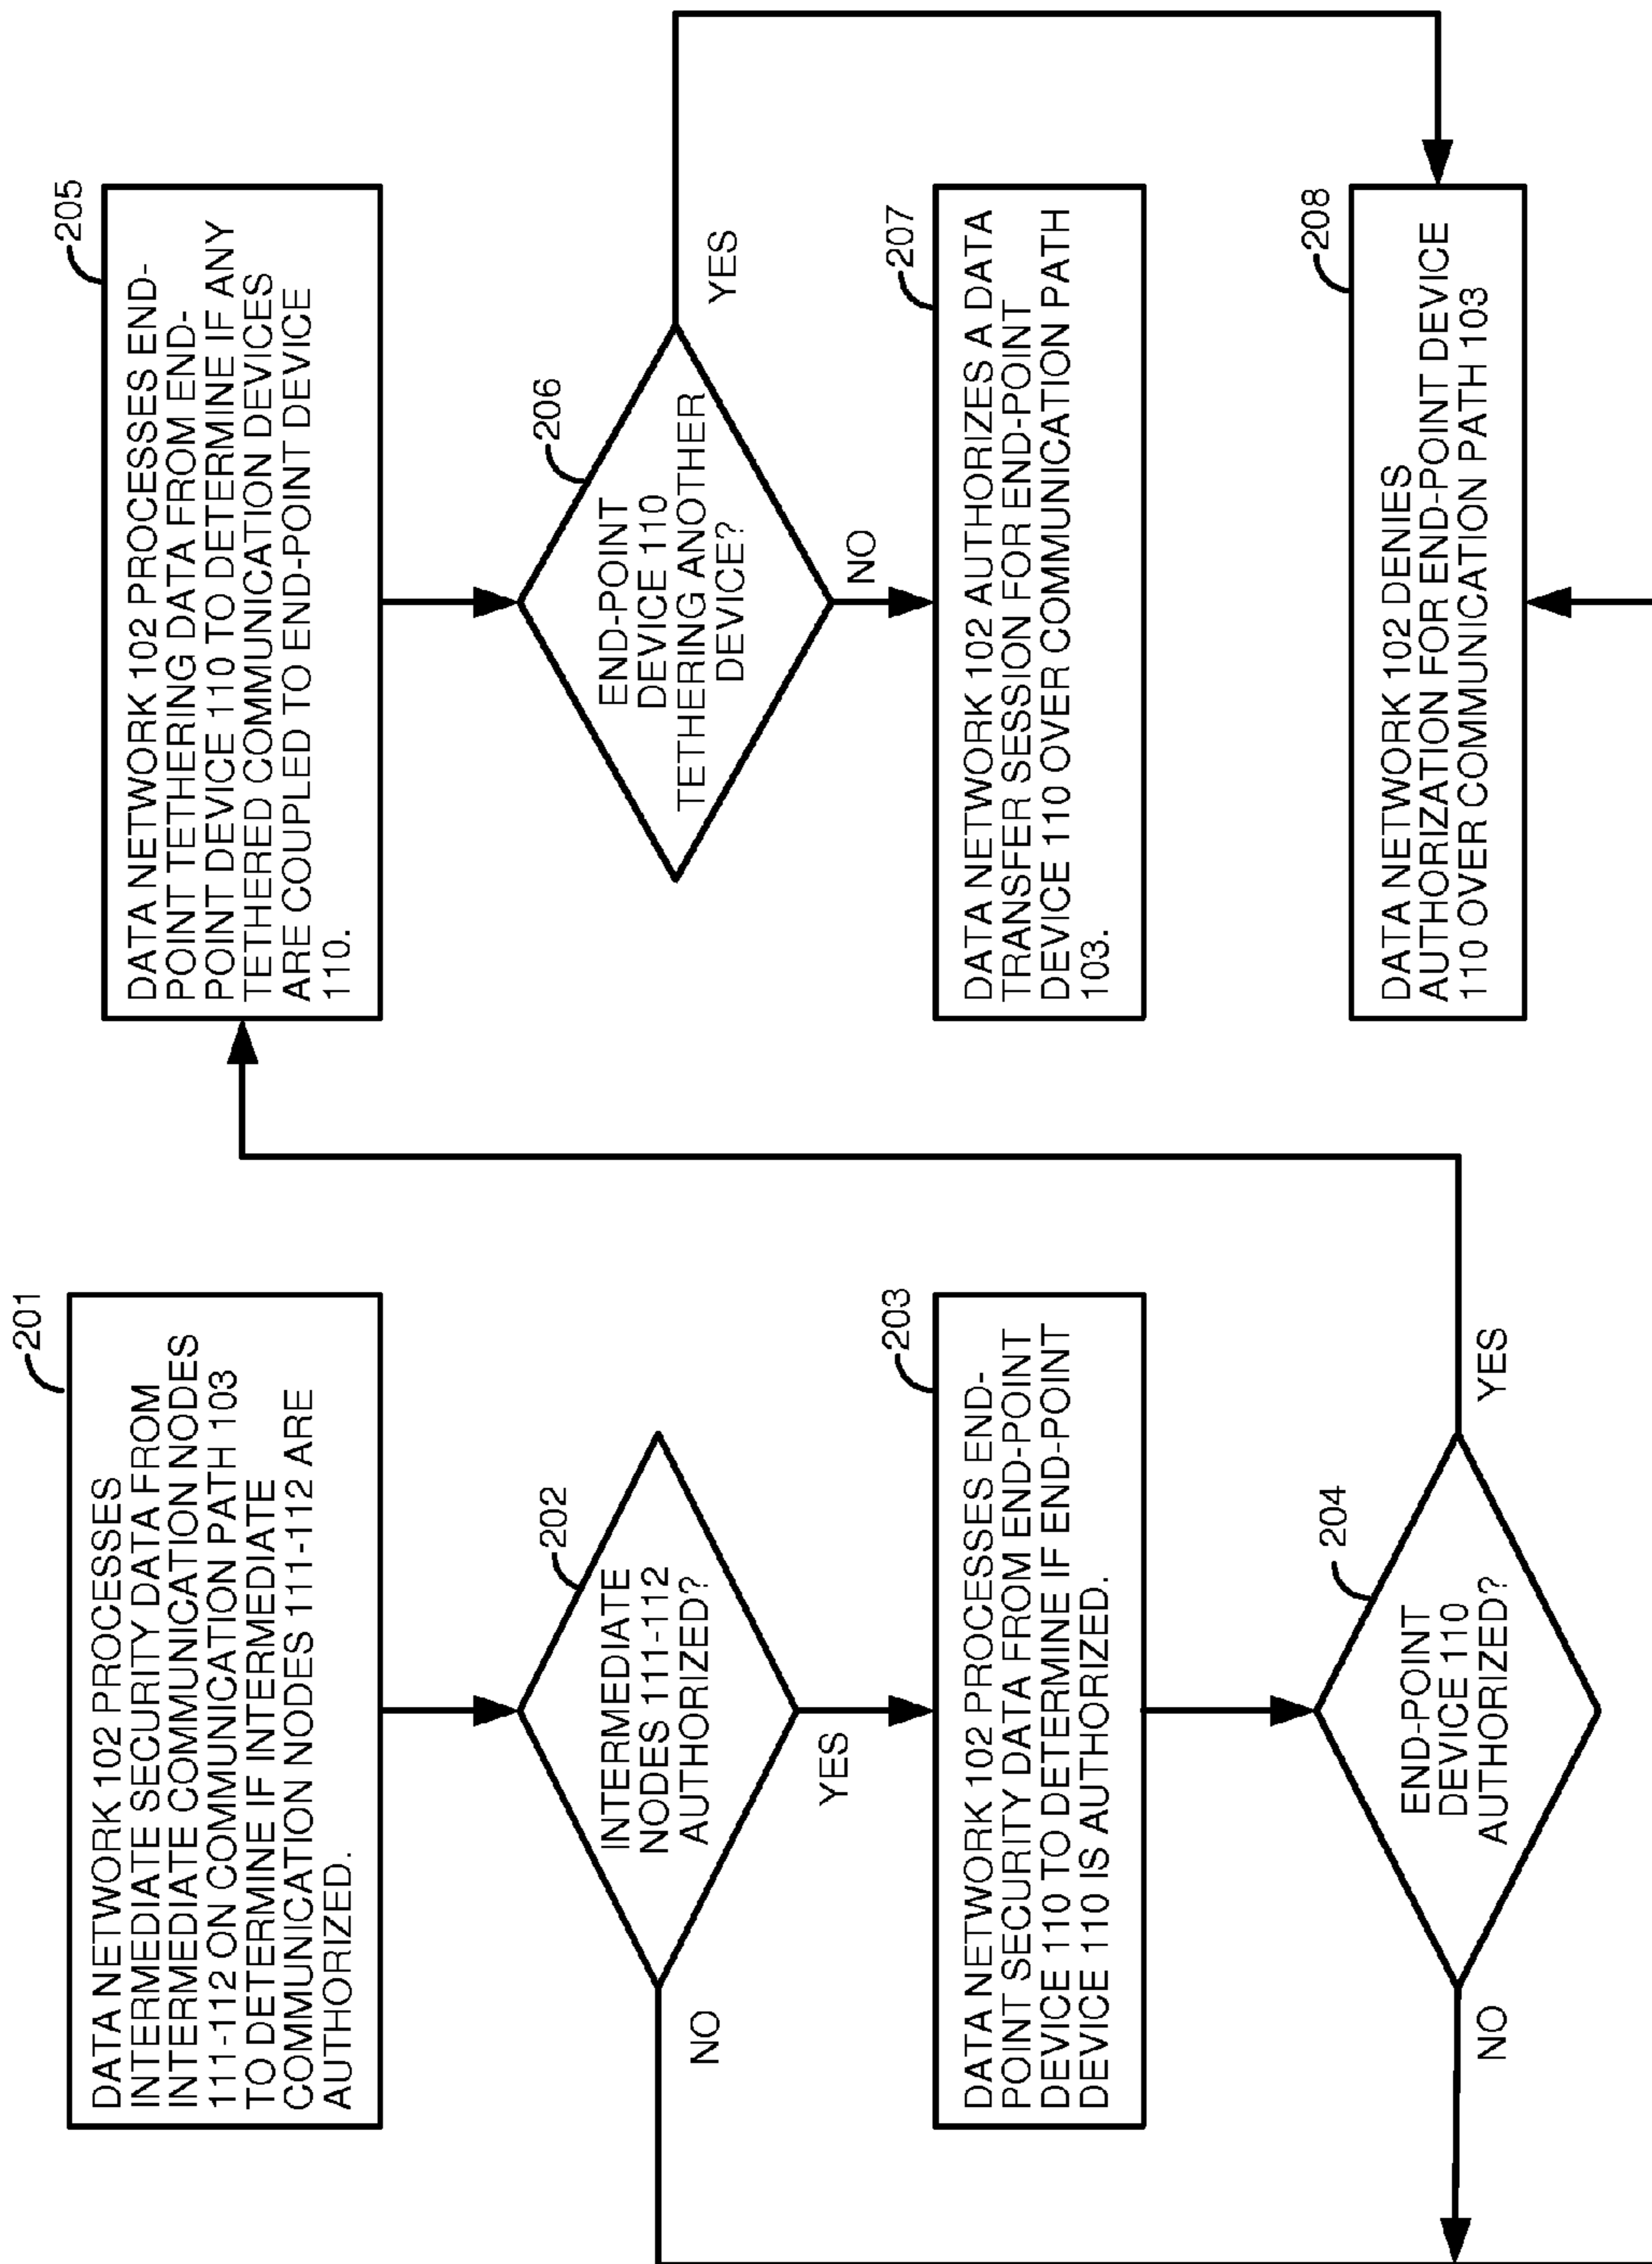 201
DATA NETWORK 102 PROCESSES
INTERMEDIATE SECURITY DATA FROM
INTERMEDIATE COMMUNICATION NODES
111-112 ON COMMUNICATION PATH 103
TO DETERMINE IF INTERMEDIATE
COMMUNICATION NODES 111-112 ARE
AUTHORIZED.
202
INTERMEDIATE
NODES 111-112
AUTHORIZED?
NO
YES
203
DATA NETWORK 102 PROCESSES END-
POINT SECURITY DATA FROM END-POINT
DEVICE 110 TO DETERMINE IF END-POINT
DEVICE 110 IS AUTHORIZED.
204
END-POINT
DEVICE 110
AUTHORIZED?
NO
YES
205
DATA NETWORK 102 PROCESSES END-
POINT TETHERING DATA FROM END-
POINT DEVICE 110 TO DETERMINE IF ANY
TETHERED COMMUNICATION DEVICES
ARE COUPLED TO END-POINT DEVICE
110.
206
END-POINT
DEVICE 110
TETHERING ANOTHER
DEVICE?
YES
NO
207
DATA NETWORK 102 AUTHORIZES A DATA
TRANSFER SESSION FOR END-POINT
DEVICE 110 OVER COMMUNICATION PATH
103.
208
DATA NETWORK 102 DENIES
AUTHORIZATION FOR END-POINT DEVICE
110 OVER COMMUNICATION PATH 103